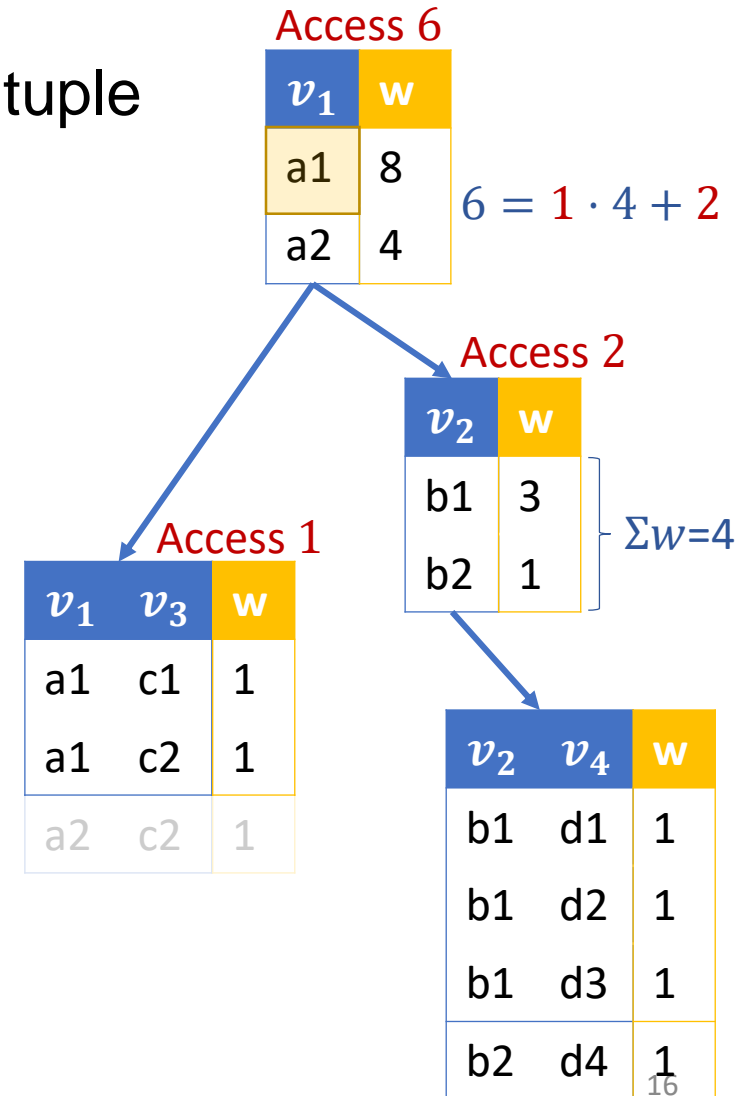 Access 6
tuple
v₁ w
a1 8
6 = 1 · 4 + 2
a2 4
Access 2
v₂ w
b1 3
Σw=4
b2 1
Access 1
v₁ v₃ w
a1 c1 1
a1 c2 1
a2 c2 1
v₂ v₄ w
b1 d1 1
b1 d2 1
b1 d3 1
b2 d4 1
16